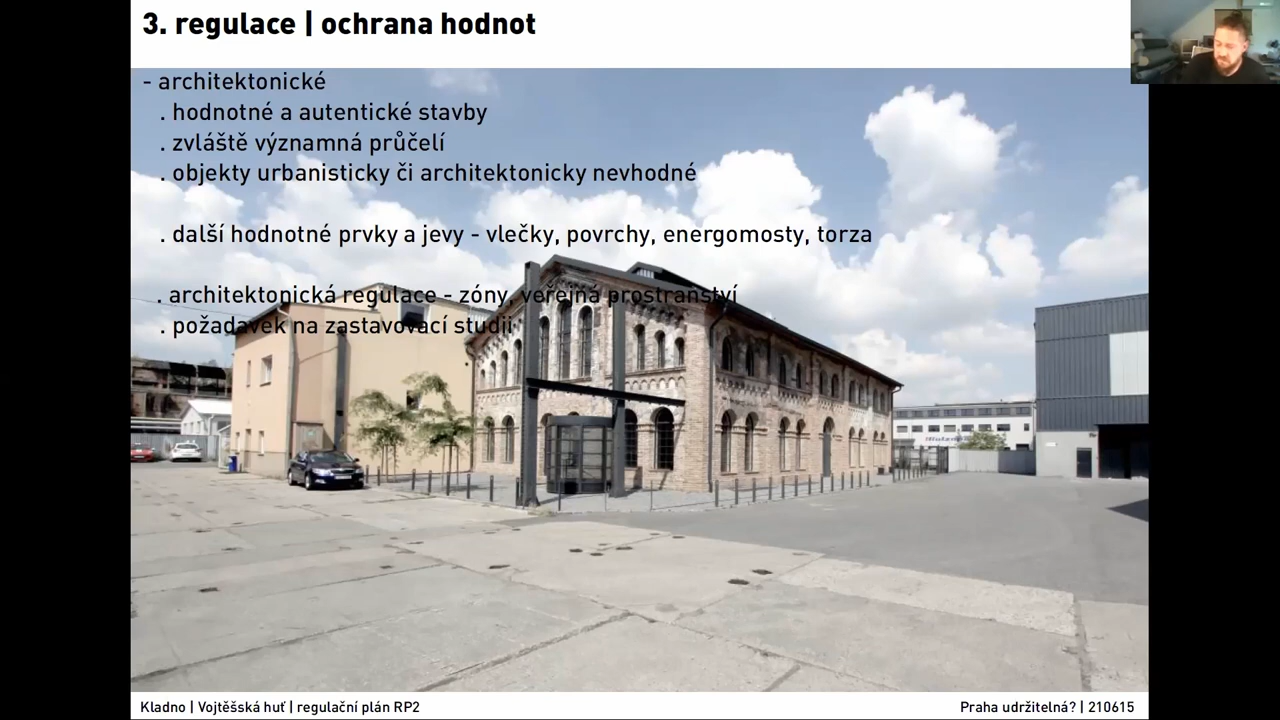 3. regulace | ochrana hodnot
- architektonické
. hodnotné a autentické stavby
. zvláště významná průčelí
. objekty urbanisticky či architektonicky nevhodné
. další hodnotné prvky a jevy - vlečky, povrchy, energomosty, torza
. architektonická regulace - zóny, veřejná prostranství
. požadavek na zastavovací studii
Kladno | Vojtěšská huť | regulační plán RP2
Praha udržitelná? | 210615